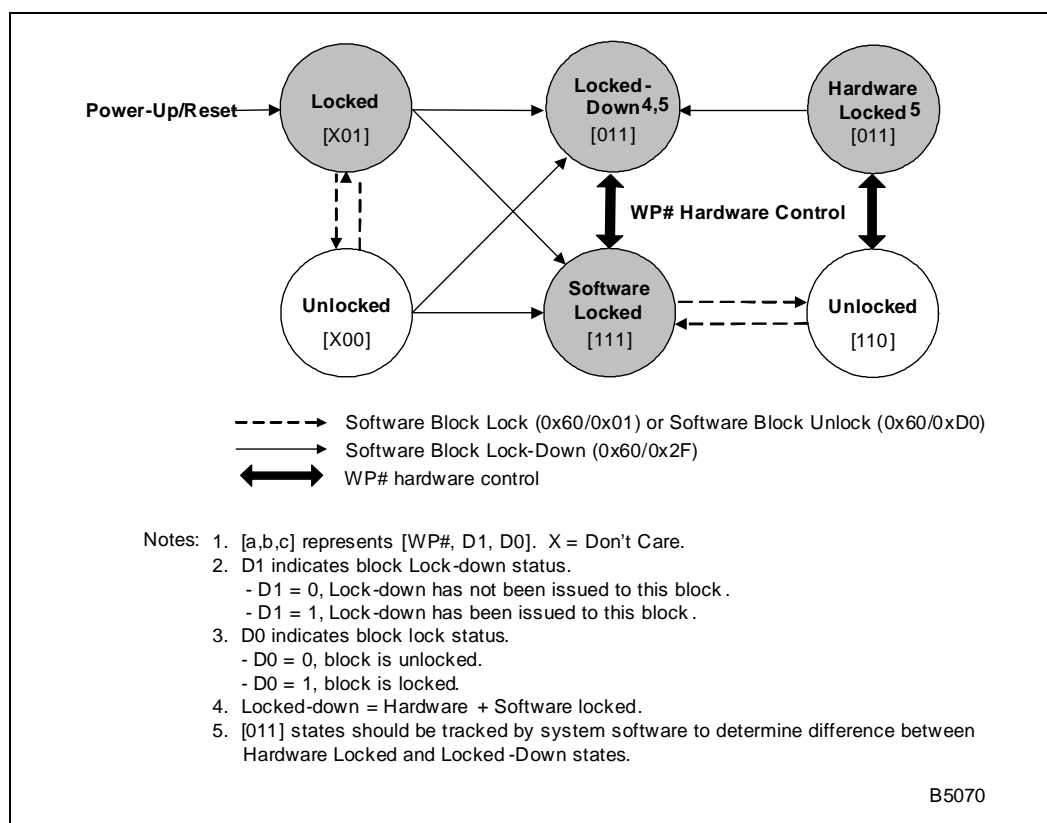 Power-Up/Reset
Locked
[X01]
Locked-
Down4,5
[011]
Hardware
Locked5
[011]
WP# Hardware Control
Unlocked
[X00]
Software
Locked
[111]
Unlocked
[110]
Software Block Lock (0x60/0x01) or Software Block Unlock (0x60/0xD0)
Software Block Lock-Down (0x60/0x2F)
WP# hardware control
Notes: 1. [a,b,c] represents [WP#, D1, D0]. X = Don't Care.
2. D1 indicates block Lock-down status.
- D1 = 0, Lock-down has not been issued to this block.
- D1 = 1, Lock-down has been issued to this block.
3. D0 indicates block lock status.
- D0 = 0, block is unlocked.
- D0 = 1, block is locked.
4. Locked-down = Hardware + Software locked.
5. [011] states should be tracked by system software to determine difference between
Hardware Locked and Locked-Down states.
B5070